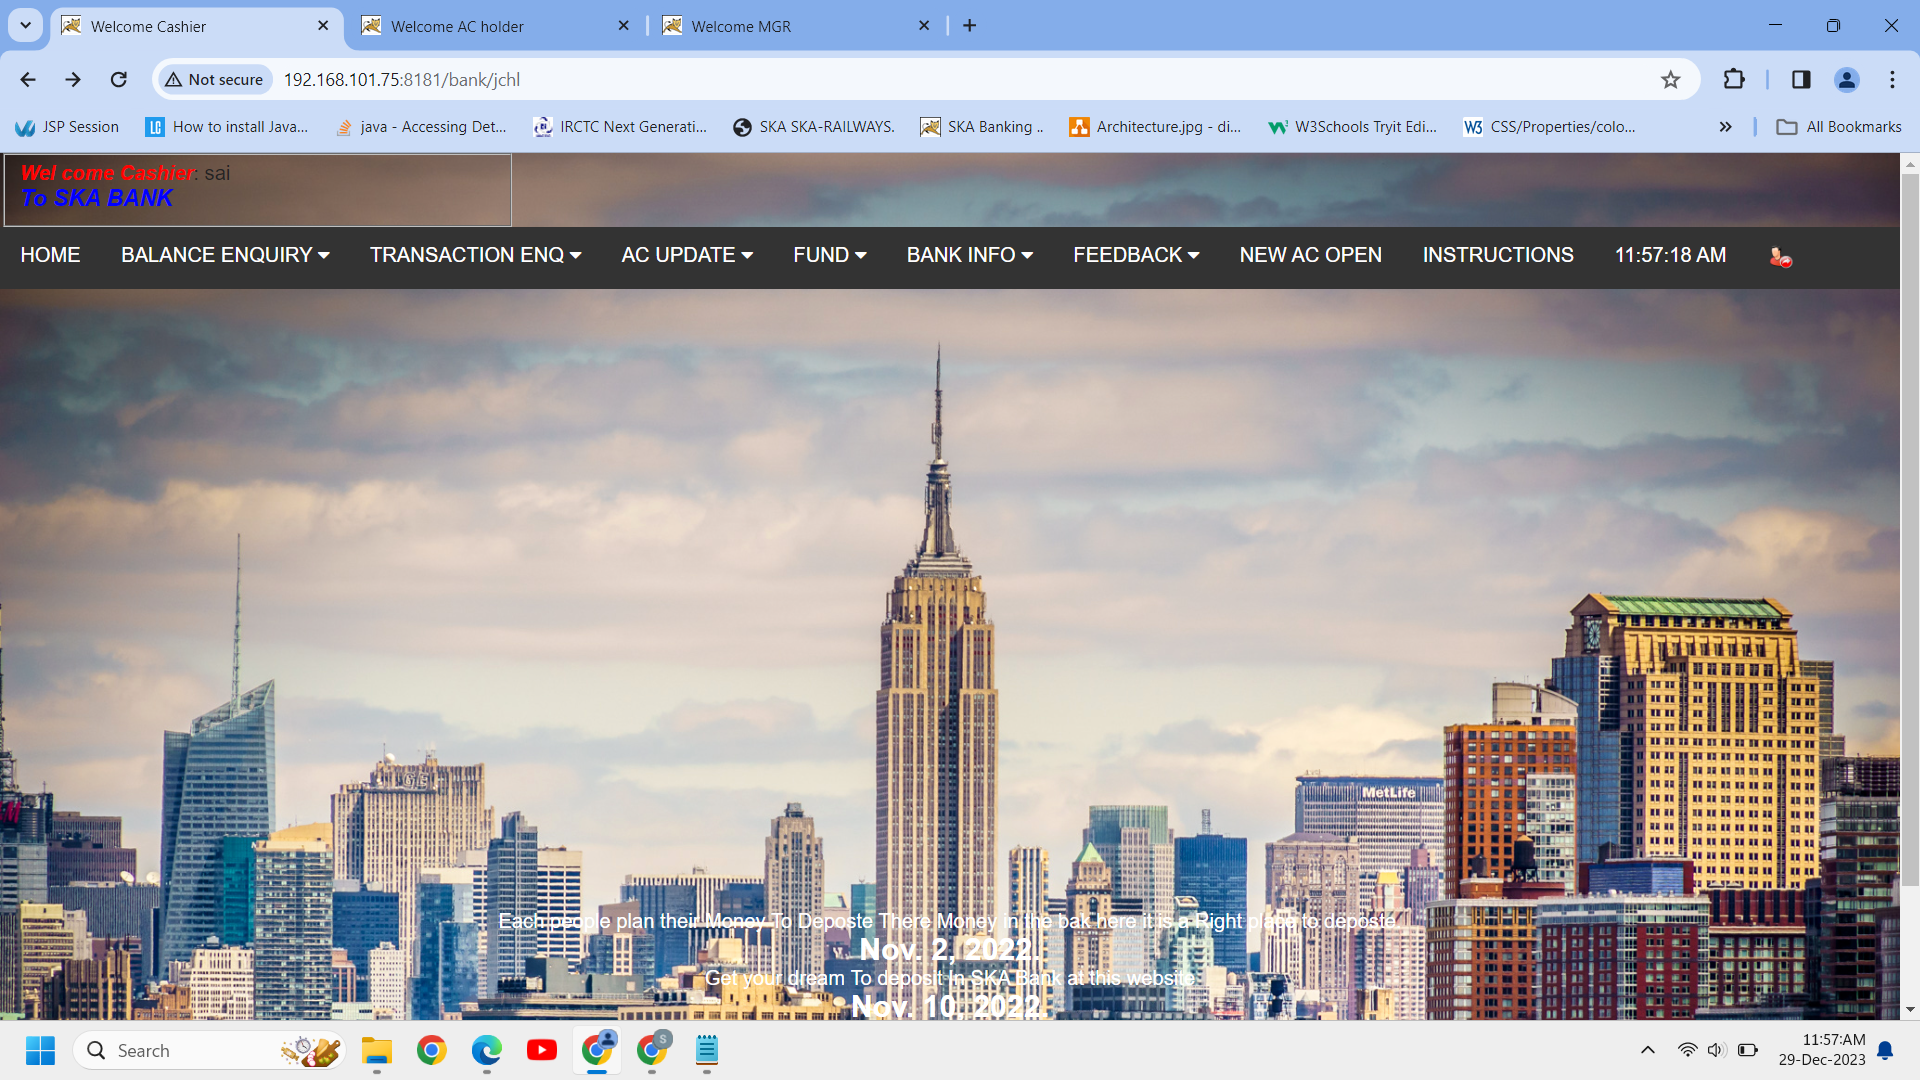 Welcome Cashier
Welcome AC holder
Welcome MGR
Not secure
192.168.101.75:8181/bank/jchl
JSP Session
How to install Java...
java - Accessing Det...
IRCTC Next Generati...
SKA SKA-RAILWAYS.
SKA Banking ..
Architecture.jpg - di...
W3Schools Tryit Edi...
CSS/Properties/colo...
All Bookmarks
Wel come Cashier: sai
To SKA BANK
HOME
BALANCE ENQUIRY
TRANSACTION ENQ
AC UPDATE
FUND
BANK INFO
FEEDBACK
NEW AC OPEN
INSTRUCTIONS
11:57:18 AM
MetLife
Each people plan their Money To Deposte There Money in the bak here it is a Right place to deposte.
Nov. 2, 2022.
Get your dream To deposit In SKA Bank at this website
Nov. 10, 2022.
Search
S
11:57:AM
29-Dec-2023